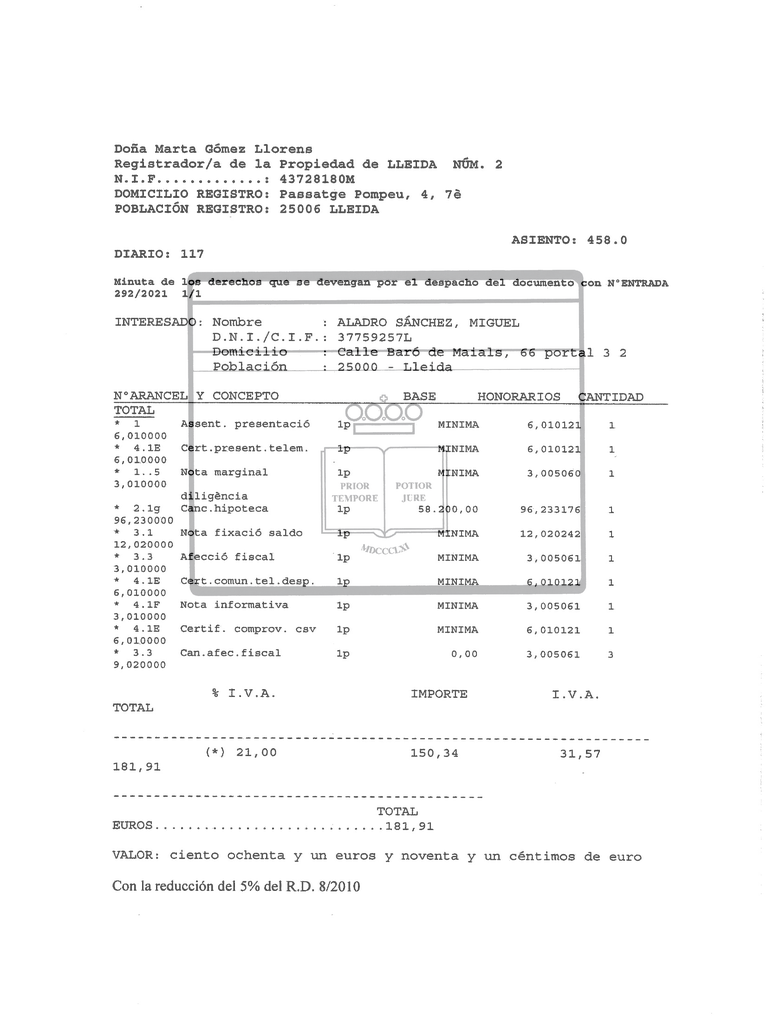 Doña Marta Gómez Llorens
Registrador/a de la Propiedad de LLEIDA NÚM. 2
N.I.F.............: 43728180M
DOMICILIO REGISTRO: Passatge Pompeu, 4, 7è
POBLACIÓN REGISTRO: 25006 LLEIDA
ASIENTO: 458.0
DIARIO: 117
Minuta de los derechos que se devengan por el despacho del documento con NºENTRADA
292/2021 1/1
INTERESADO: Nombre : ALADRO SÁNCHEZ, MIGUEL
D.N.I./C.I.F.: 37759257L
Domicilio : Calle Baró de Maials, 66 portal 3 2
Población : 25000 - Lleida
NºARANCEL Y CONCEPTO BASE HONORARIOS CANTIDAD
TOTAL
* 1 Assent. presentació 1p MINIMA 6,010121 1
6,010000
* 4.1E Cert.present.telem. 1p MINIMA 6,010121 1
6,010000
* 1..5 Nota marginal 1p MINIMA 3,005060 1
3,010000
diligència
* 2.1g Canc.hipoteca 1p 58.200,00 96,233176 1
96,230000
* 3.1 Nota fixació saldo 1p MINIMA 12,020242 1
12,020000
* 3.3 Afecció fiscal 1p MINIMA 3,005061 1
3,010000
* 4.1E Cert.comun.tel.desp. 1p MINIMA 6,010121 1
6,010000
* 4.1F Nota informativa 1p MINIMA 3,005061 1
3,010000
* 4.1E Certif. comprov. csv 1p MINIMA 6,010121 1
6,010000
* 3.3 Can.afec.fiscal 1p 0,00 3,005061 3
9,020000
PRIOR TEMPORE
POTIOR JURE
MDCCCLXI
% I.V.A. IMPORTE I.V.A.
TOTAL
(*) 21,00 150,34 31,57
181,91
TOTAL
EUROS............................181,91
VALOR: ciento ochenta y un euros y noventa y un céntimos de euro
Con la reducción del 5% del R.D. 8/2010